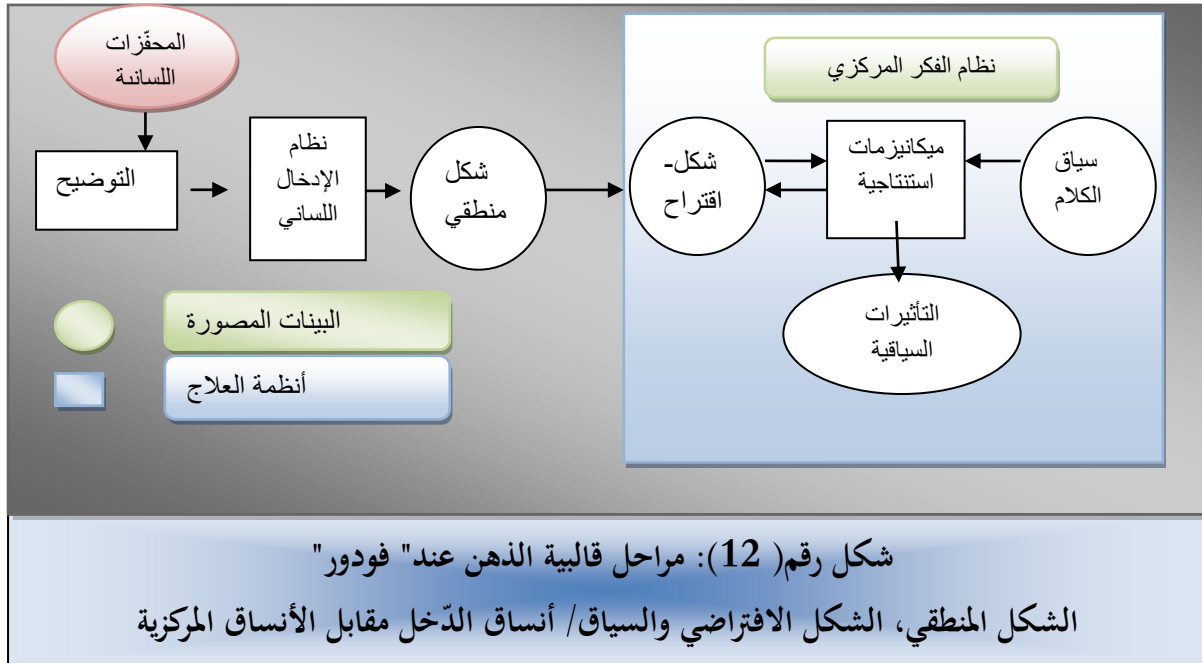 المحفّزات
اللسانية
نظام الفكر المركزي
التوضيح
نظام
الإدخال
اللساني
شكل
منطقي
شكل-
اقتراح
ميكانيزمات
استنتاجية
سياق
الكلام
التأثيرات
السياقية
البينات المصورة
أنظمة العلاج
شكل رقم( 12): مراحل قالبية الذهن عند" فودور"
الشكل المنطقي، الشكل الافتراضي والسياق/ أنساق الدّخل مقابل الأنساق المركزية